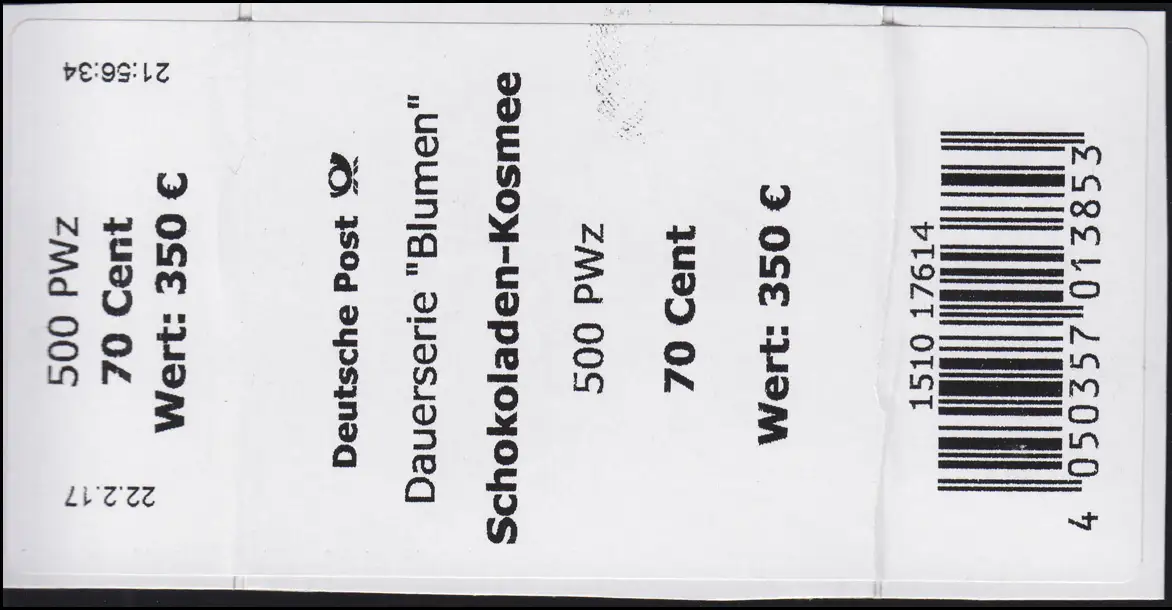 500 PWz
70 Cent
Wert: 350 €
22.2.17
21:56:34
Deutsche Post
Dauerserie "Blumen"
Schokoladen-Kosmee
500 PWz
70 Cent
Wert: 350 €
1510 17614
4 050357 013853